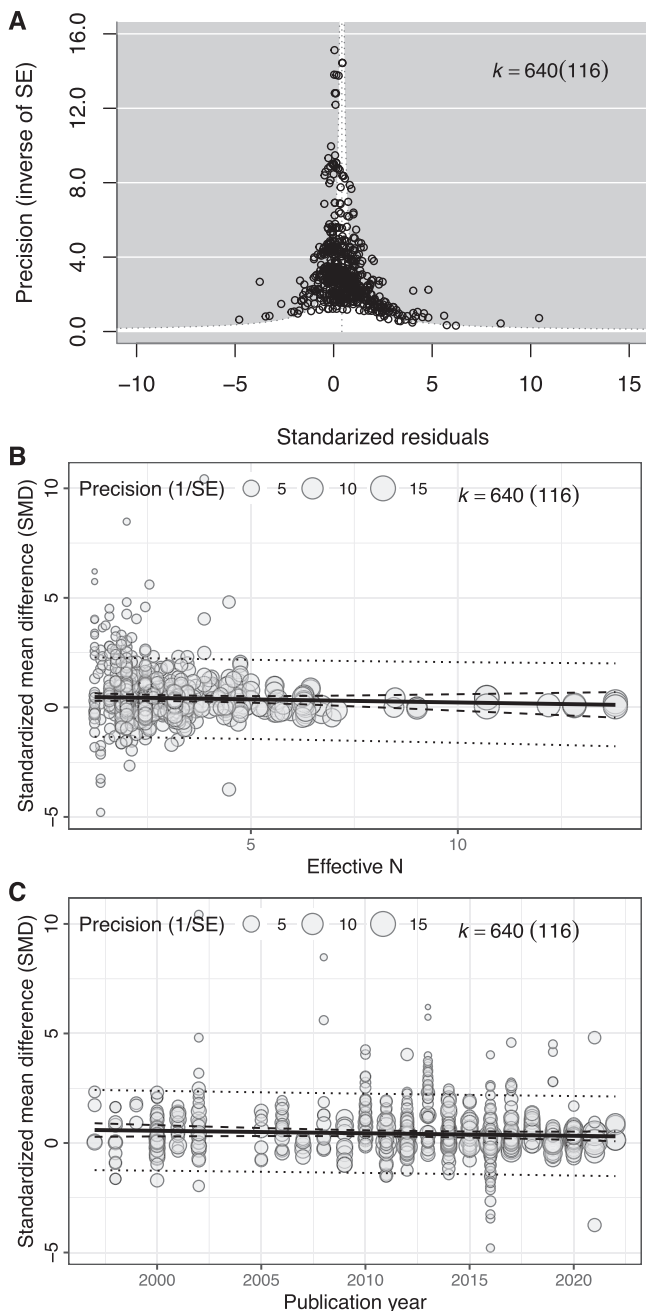 A
Precision (inverse of SE)
16.0
12.0
8.0
4.0
0.0
k = 640(116)
−10 −5 0 5 10 15
Standarized residuals
B
Standardized mean difference (SMD)
Precision (1/SE) 5 10 15 k = 640 (116)
10
5
0
−5
5 10
Effective N
C
Standardized mean difference (SMD)
Precision (1/SE) 5 10 15 k = 640 (116)
10
5
0
−5
2000 2005 2010 2015 2020
Publication year